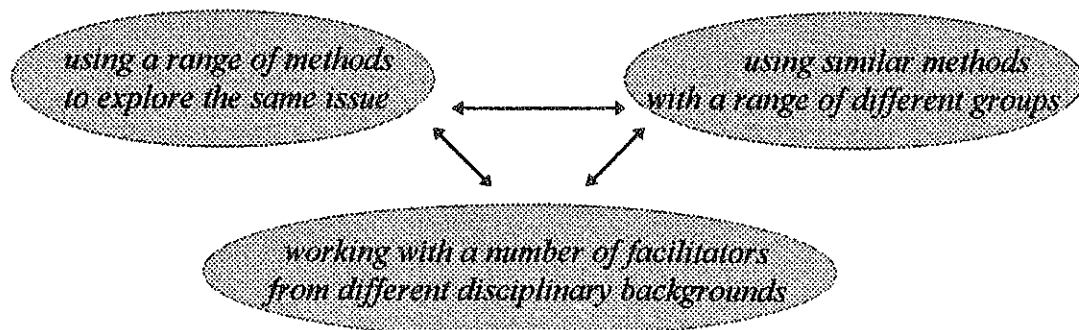 using a range of methods
to explore the same issue
using similar methods
with a range of different groups
working with a number of facilitators
from different disciplinary backgrounds